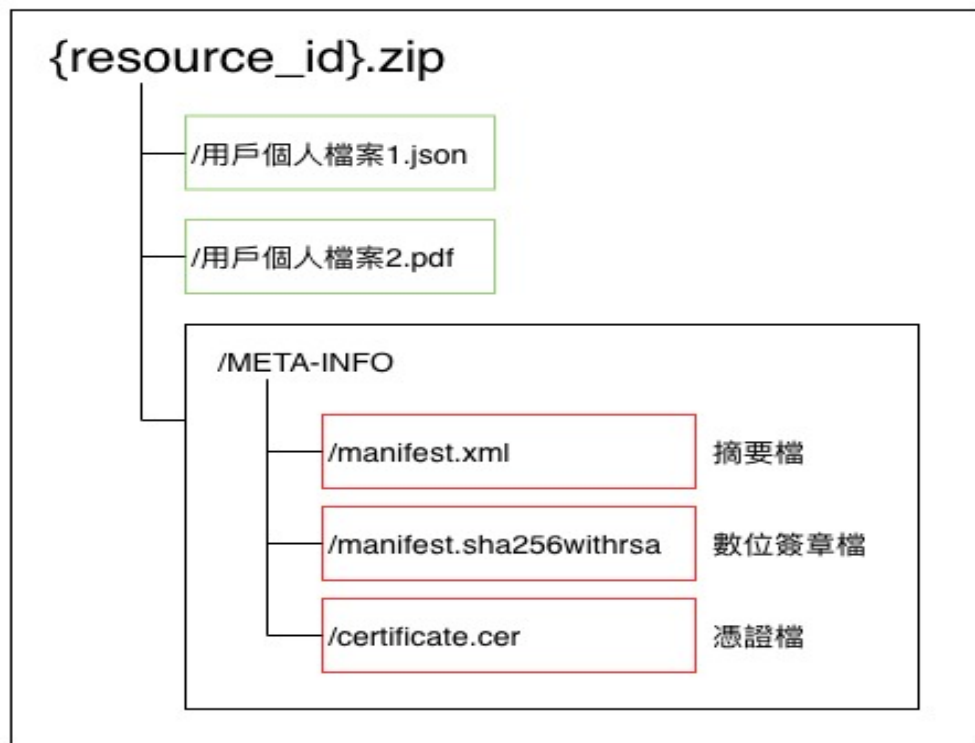 {resource_id}.zip
/用戶個人檔案1.json
/用戶個人檔案2.pdf
/META-INFO
/manifest.xml 摘要檔
/manifest.sha256withrsa 數位簽章檔
/certificate.cer 憑證檔